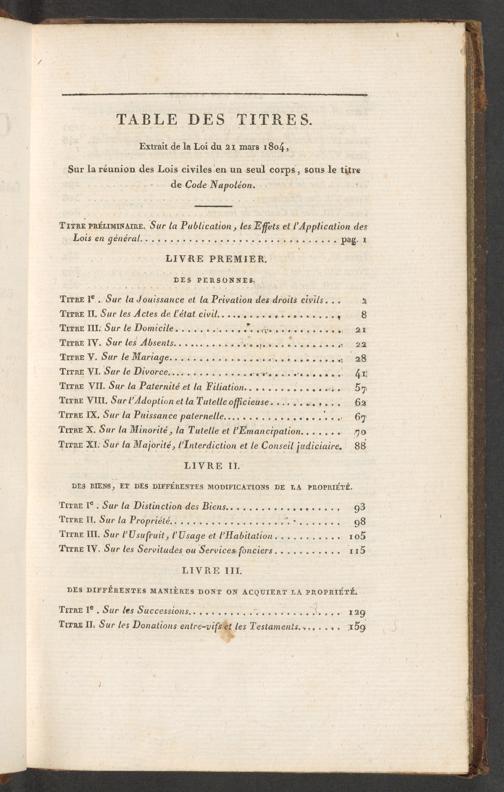 TABLE DES TITRES.
Extrait de la Loi du 21 mars 1804,
Sur la réunion des Lois civiles en un seul corps, sous le titre
de Code Napoléon.
TITRE PRÉLIMINAIRE. Sur la Publication, les Effets et l'Application des
Lois en général.............................. pag. 1
LIVRE PREMIER.
DES PERSONNES.
TITRE Ie. Sur la Jouissance et la Privation des droits civils... 2
TITRE II. Sur les Actes de l'état civil.................. 8
TITRE III. Sur le Domicile........................ 21
TITRE IV. Sur les Absents......................... 22
TITRE V. Sur le Mariage......................... 28
TITRE VI. Sur le Divorce......................... 41
TITRE VII. Sur la Paternité et la Filiation.............. 57
TITRE VIII. Sur l'Adoption et la Tutelle officieuse........... 62
TITRE IX. Sur la Puissance paternelle................. 67
TITRE X. Sur la Minorité, la Tutelle et l'Emancipation....... 70
TITRE XI. Sur la Majorité, l'Interdiction et le Conseil judiciaire. 88
LIVRE II.
DES BIENS, ET DES DIFFÉRENTES MODIFICATIONS DE LA PROPRIÉTÉ.
TITRE Ie. Sur la Distinction des Biens................. 93
TITRE II. Sur la Propriété......................... 98
TITRE III. Sur l'Usufruit, l'Usage et l'Habitation.......... 105
TITRE IV. Sur les Servitudes ou Services fonciers.......... 115
LIVRE III.
DES DIFFÉRENTES MANIÈRES DONT ON ACQUIERT LA PROPRIÉTÉ.
TITRE Ie. Sur les Successions....................... 129
TITRE II. Sur les Donations entre-vifs et les Testaments....... 159